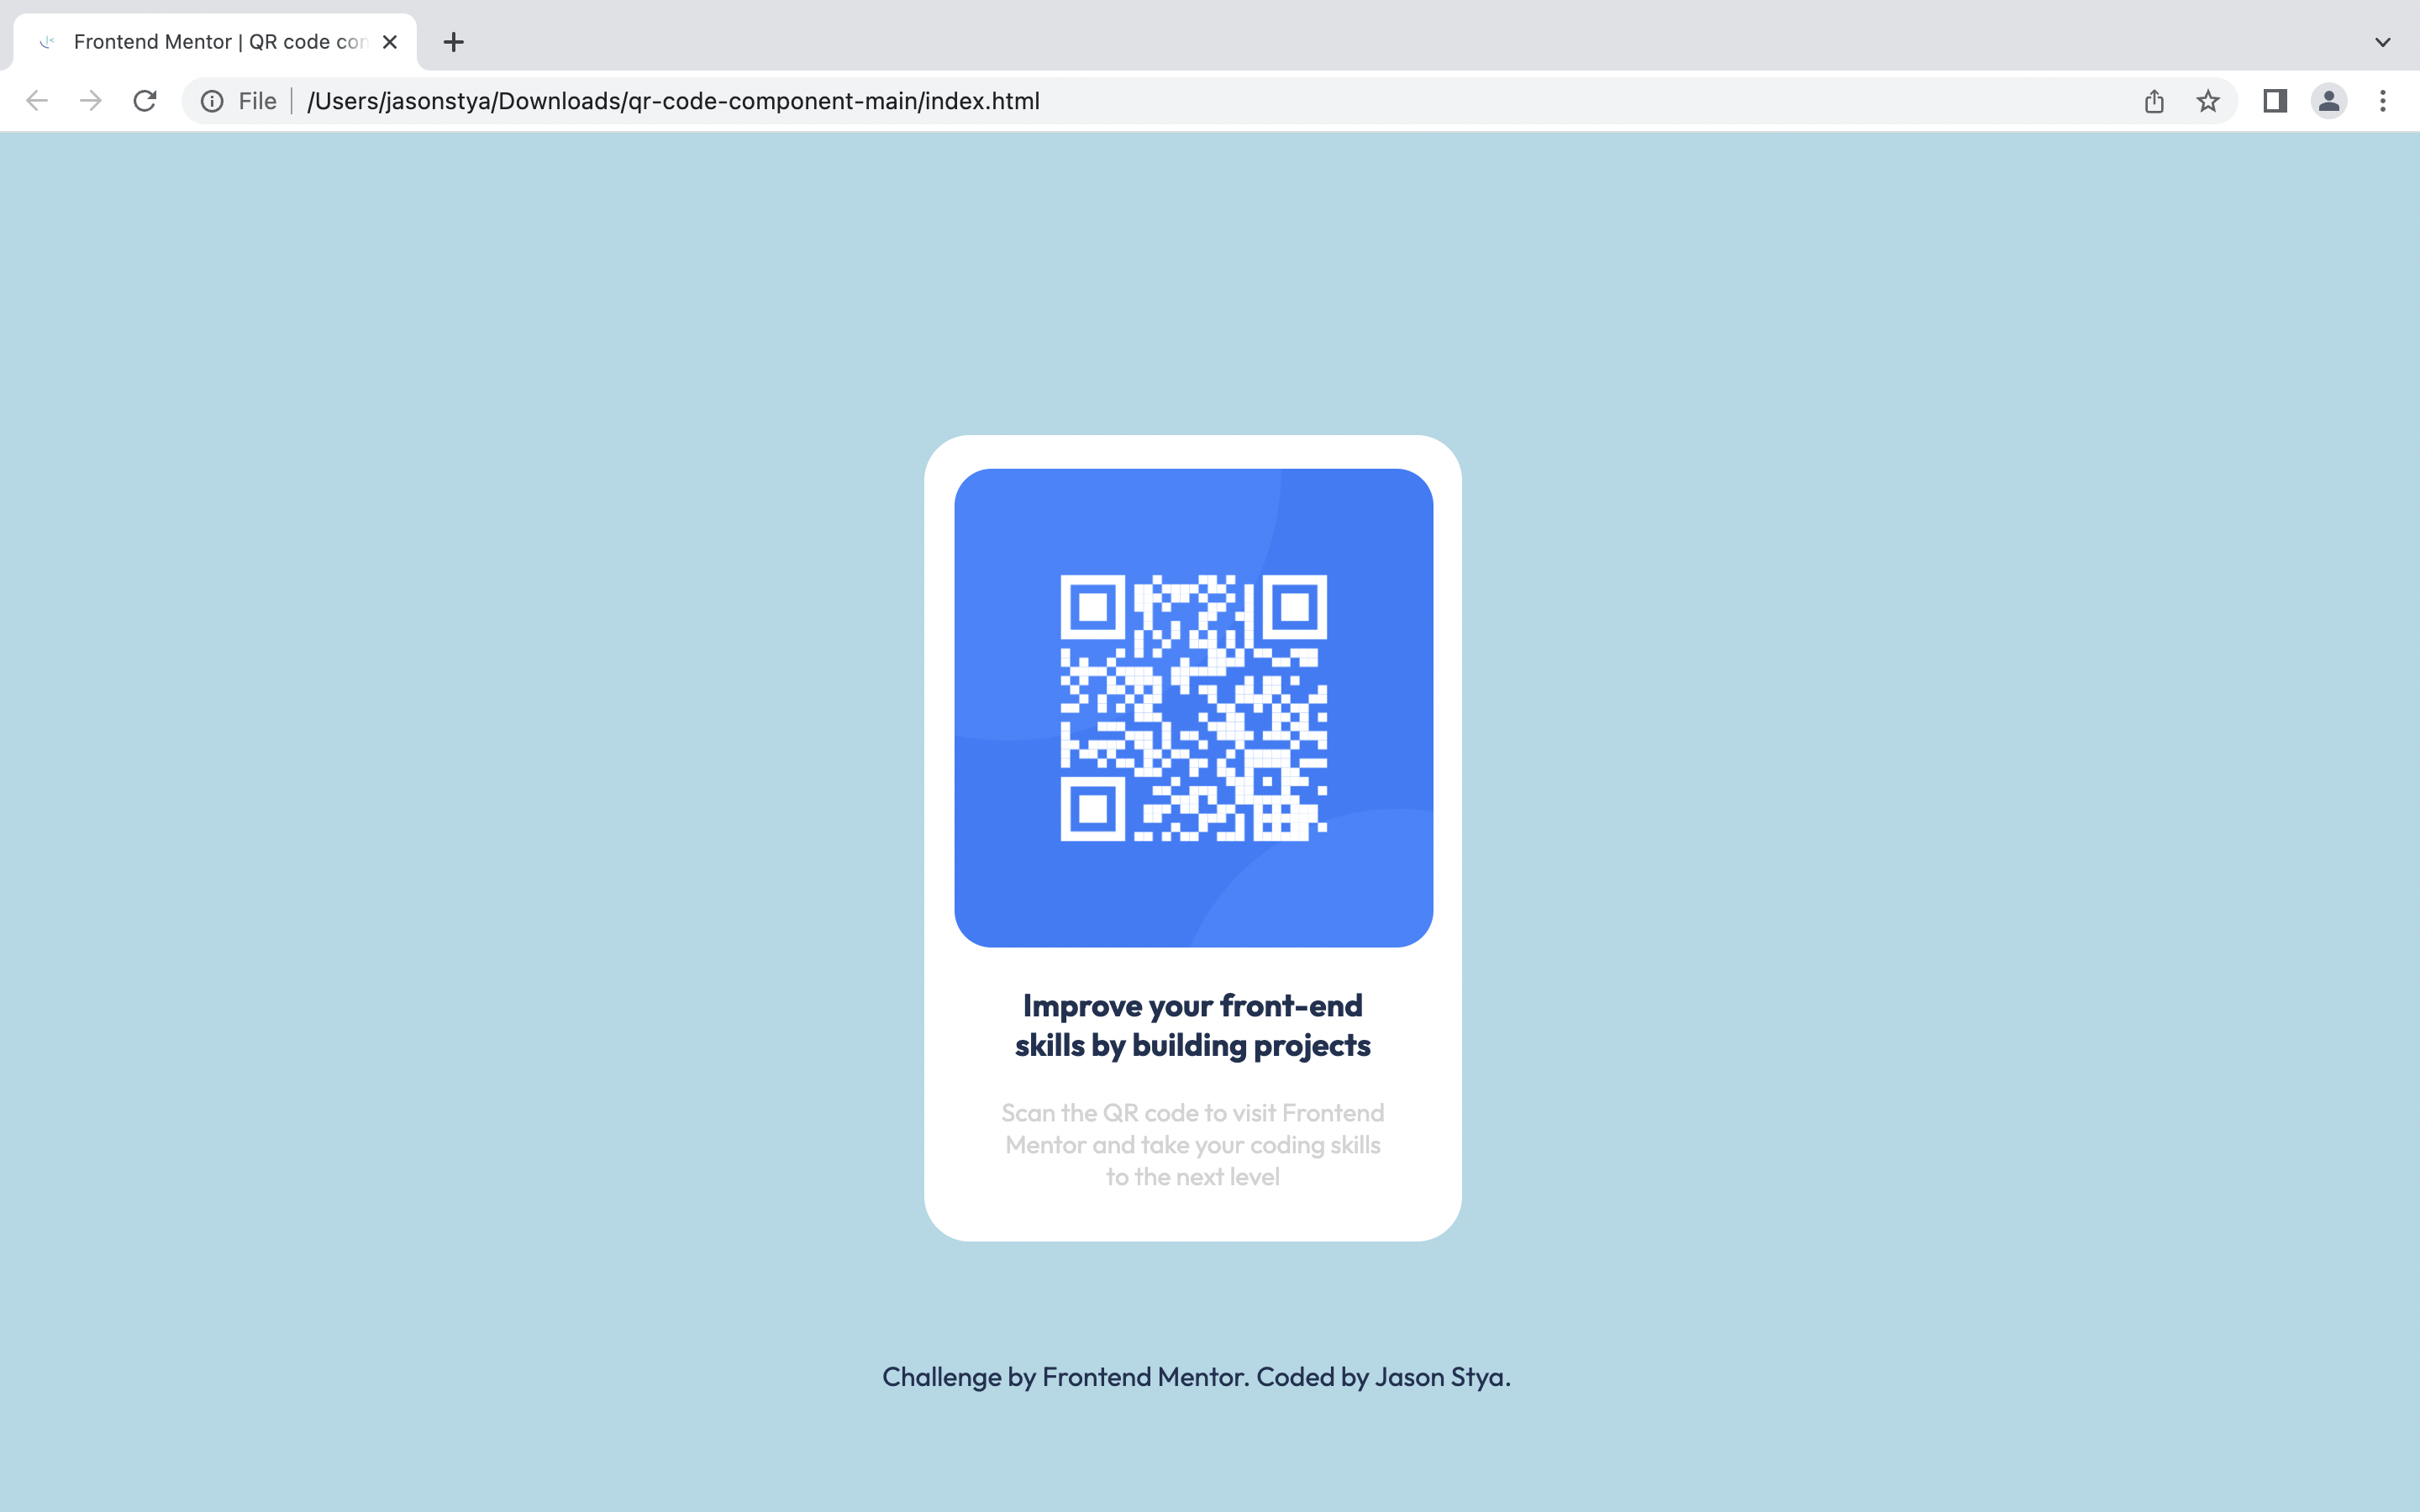 Frontend Mentor | QR code con
File
/Users/jasonstya/Downloads/qr-code-component-main/index.html
Improve your front-end
skills by building projects
Scan the QR code to visit Frontend
Mentor and take your coding skills
to the next level
Challenge by Frontend Mentor. Coded by Jason Stya.